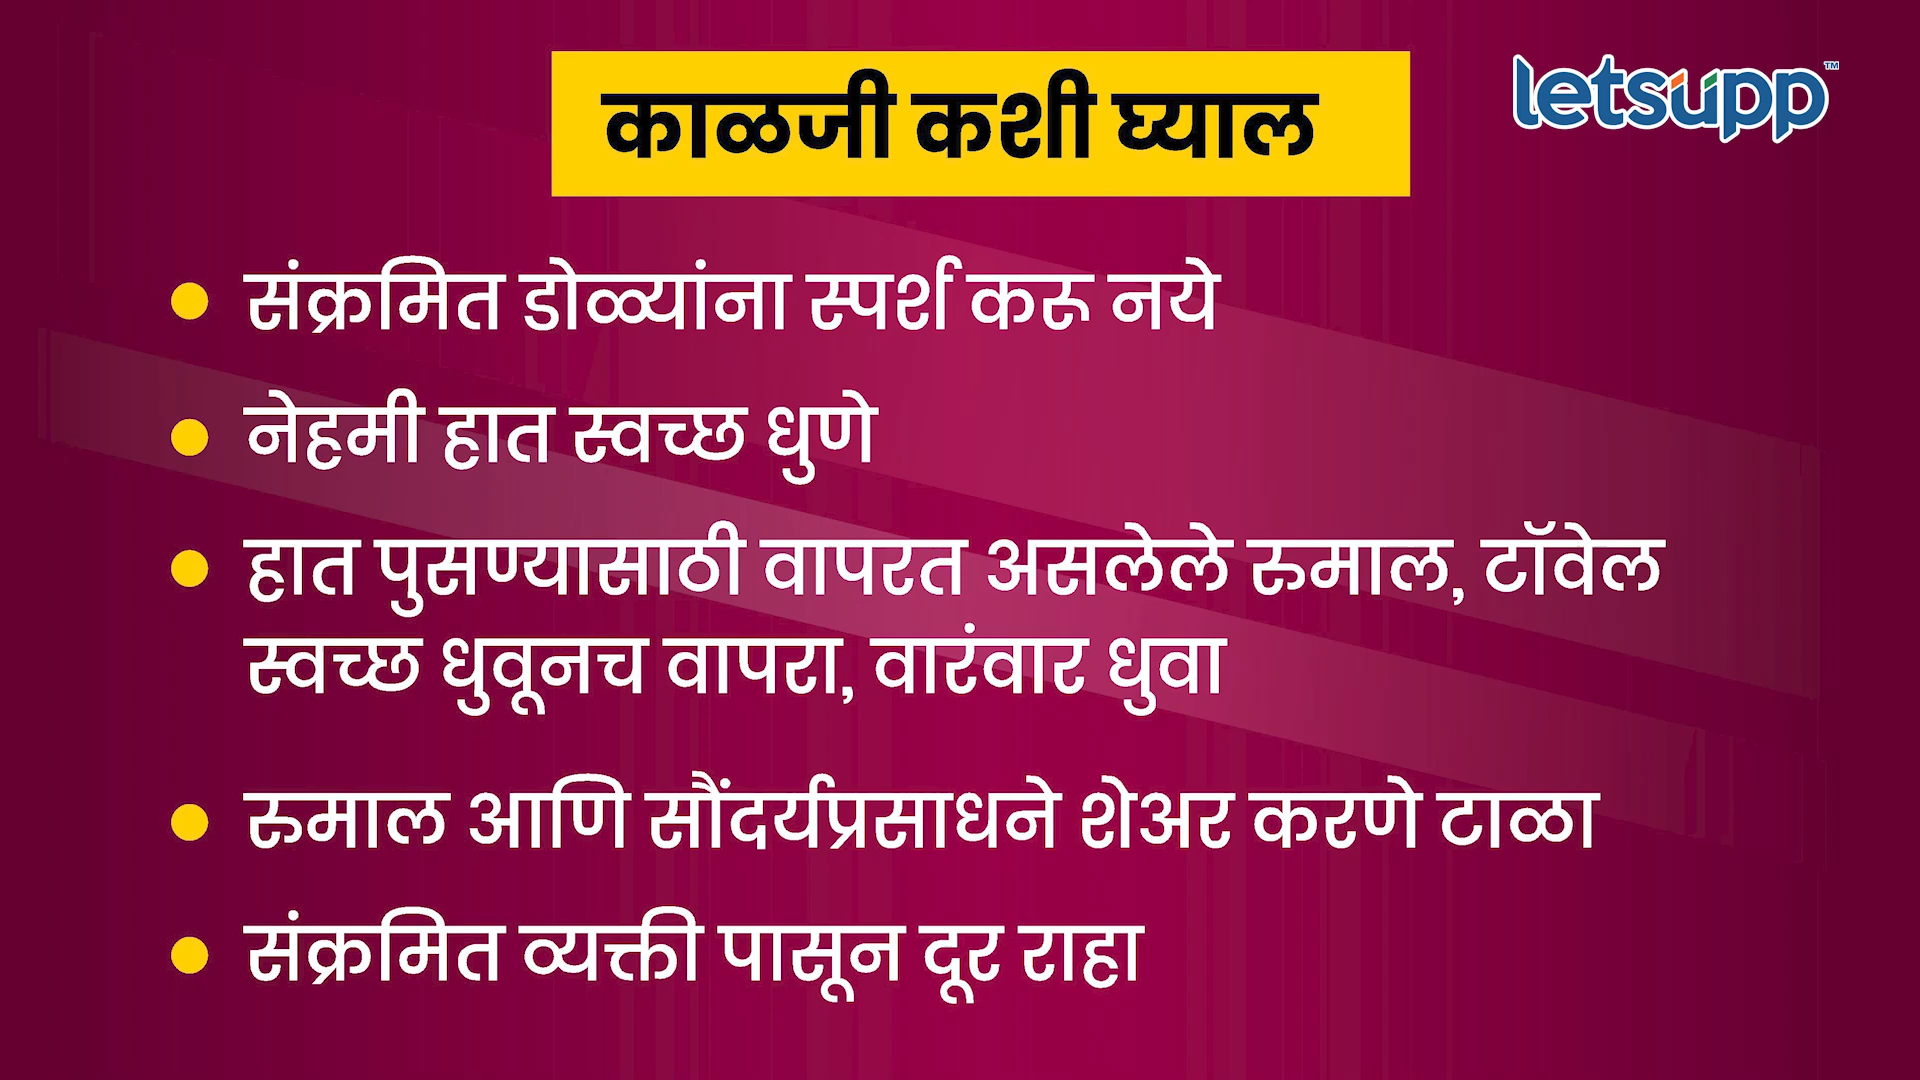 काळजी कशी घ्याल
letsupp™
संक्रमित डोळ्यांना स्पर्श करू नये
नेहमी हात स्वच्छ धुणे
हात पुसण्यासाठी वापरत असलेले रुमाल, टॉवेल
स्वच्छ धुवूनच वापरा, वारंवार धुवा
रुमाल आणि सौंदर्यप्रसाधने शेअर करणे टाळा
संक्रमित व्यक्ती पासून दूर राहा